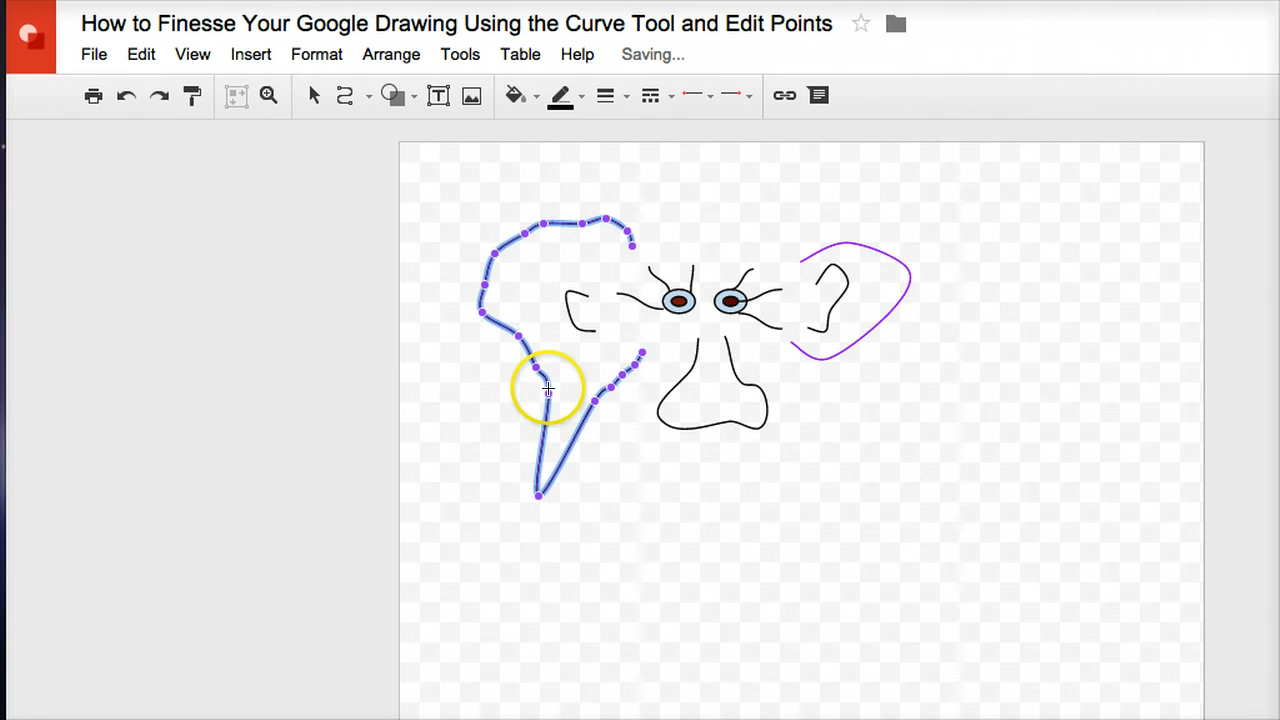 How to Finesse Your Google Drawing Using the Curve Tool and Edit Points
File Edit View Insert Format Arrange Tools Table Help Saving...